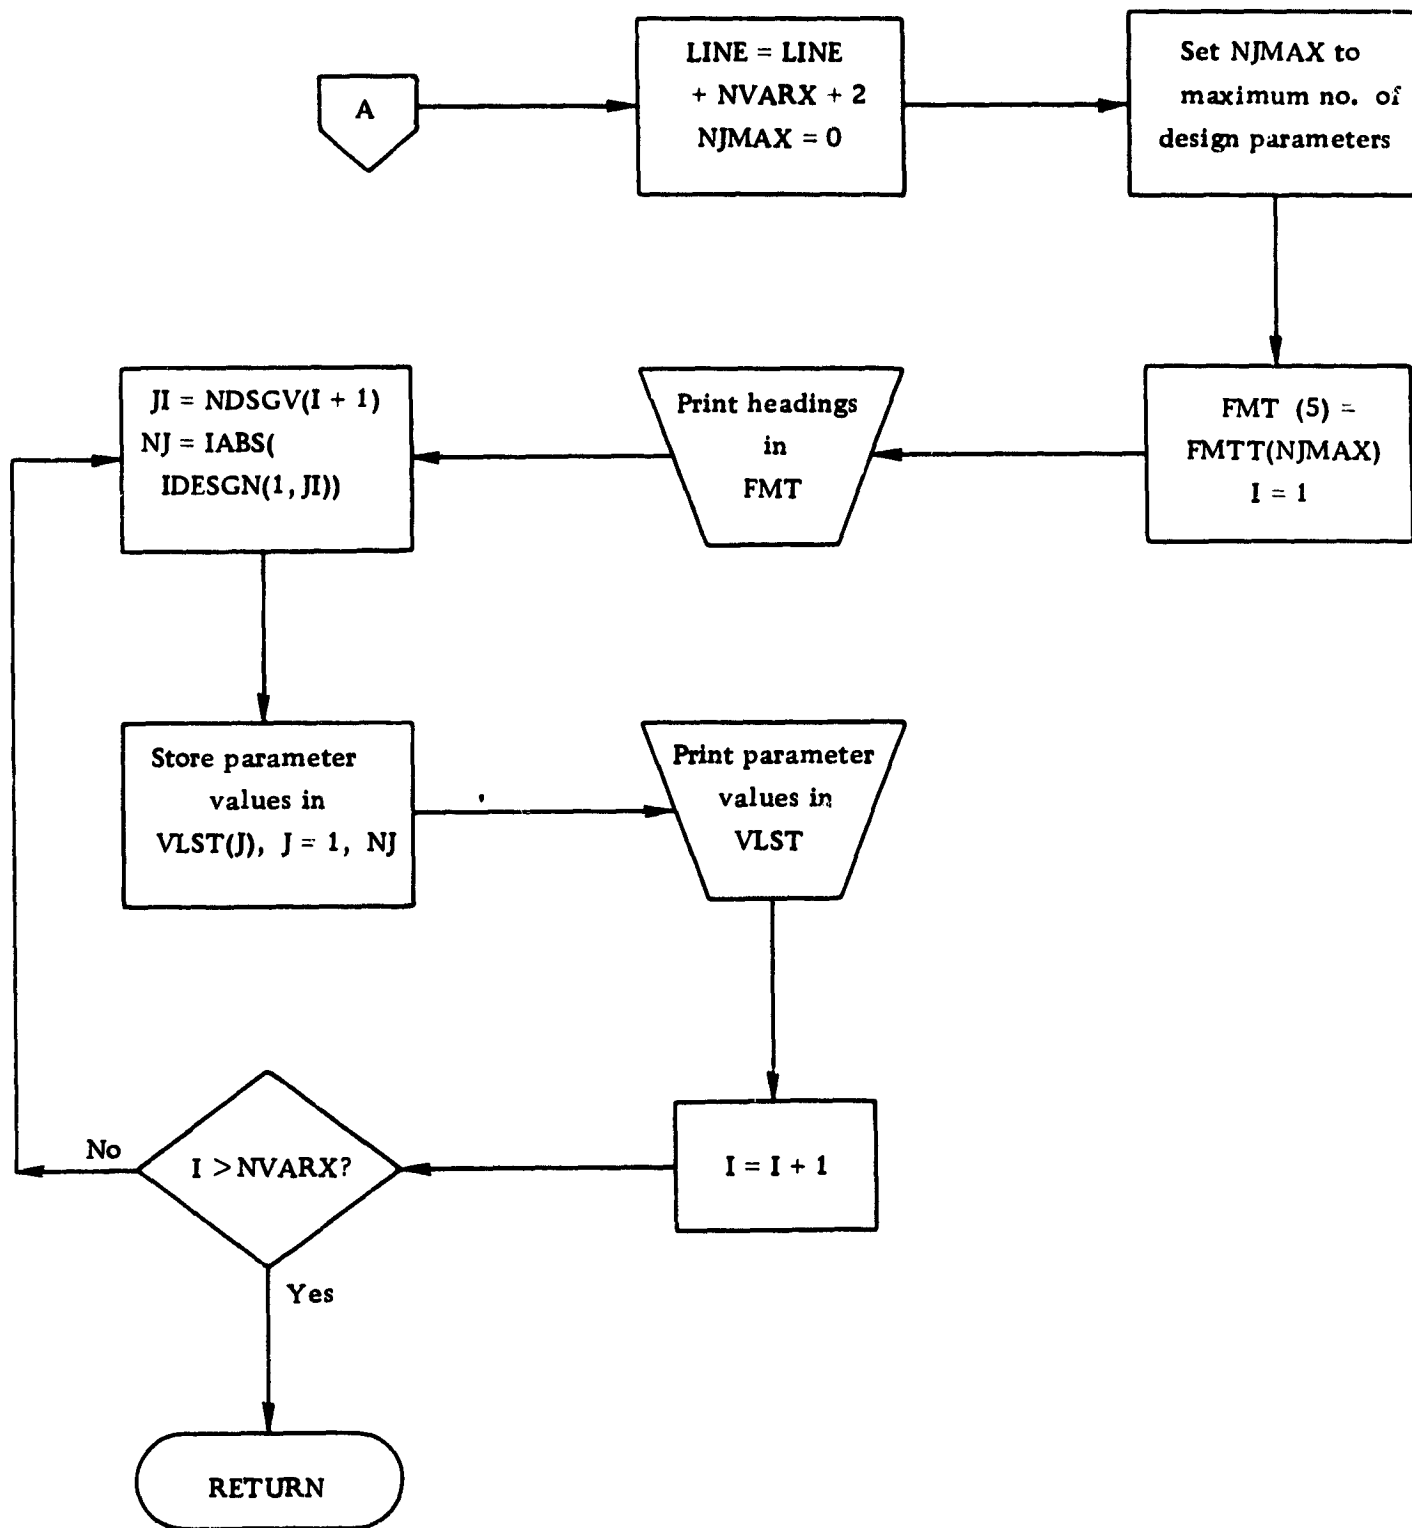 A
LINE = LINE
+ NVARX + 2
NJMAX = 0
Set NJMAX to
maximum no. of
design parameters
FMT (5) =
FMTT(NJMAX)
I = 1
Print headings
in
FMT
JI = NDSGV(I + 1)
NJ = IABS(
IDESGN(1, JI))
Store parameter
values in
VLST(J), J = 1, NJ
Print parameter
values in
VLST
I = I + 1
I > NVARX?
No
Yes
RETURN